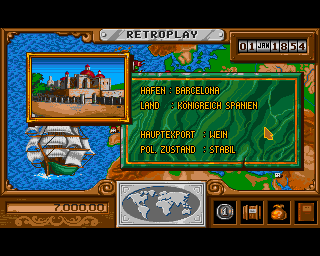 RETROPLAY
01 JAN 1854
HAFEN : BARCELONA
LAND : KÖNIGREICH SPANIEN
HAUPTEXPORT : WEIN
POL. ZUSTAND : STABIL
7000.00